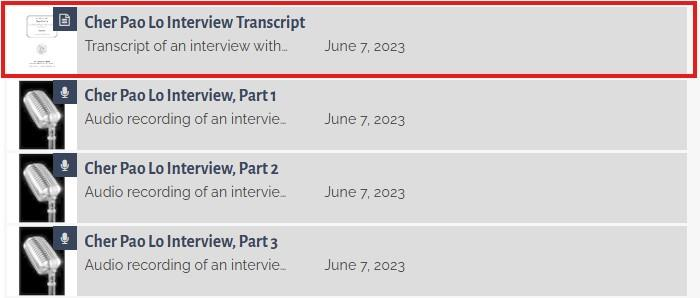 Cher Pao Lo Interview Transcript
Transcript of an interview with... June 7, 2023
Cher Pao Lo Interview, Part 1
Audio recording of an intervie... June 7, 2023
Cher Pao Lo Interview, Part 2
Audio recording of an intervie... June 7, 2023
Cher Pao Lo Interview, Part 3
Audio recording of an intervie... June 7, 2023